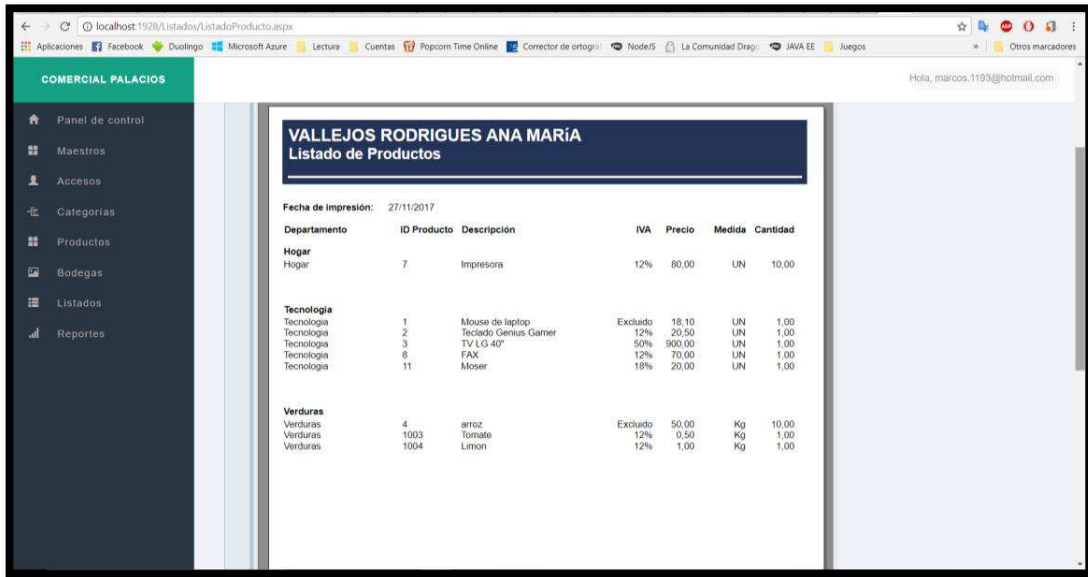 localhost:1928/Listados/ListadoProducto.aspx
Aplicaciones Facebook Duolingo Microsoft Azure Lectura Cuentas Popcorn Time Online Corrector de ortogra NodeJS La Comunidad Drag JAVA EE Juegos » Otros marcadores
COMERCIAL PALACIOS
Hola, marcos.1193@hotmail.com
Panel de control
Maestros
Accesos
Categorias
Productos
Bodegas
Listados
Reportes
VALLEJOS RODRIGUES ANA MARíA
Listado de Productos
Fecha de impresión: 27/11/2017
Departamento ID Producto Descripción IVA Precio Medida Cantidad
Hogar
Hogar 7 Impresora 12% 80,00 UN 10,00
Tecnologia
Tecnologia 1 Mouse de laptop Excluido 18,10 UN 1,00
Tecnologia 2 Teclado Genius Gamer 12% 20,50 UN 1,00
Tecnologia 3 TV LG 40" 50% 900,00 UN 1,00
Tecnologia 8 FAX 12% 70,00 UN 1,00
Tecnologia 11 Moser 18% 20,00 UN 1,00
Verduras
Verduras 4 arroz Excluido 50,00 Kg 10,00
Verduras 1003 Tomate 12% 0,50 Kg 1,00
Verduras 1004 Limon 12% 1,00 Kg 1,00